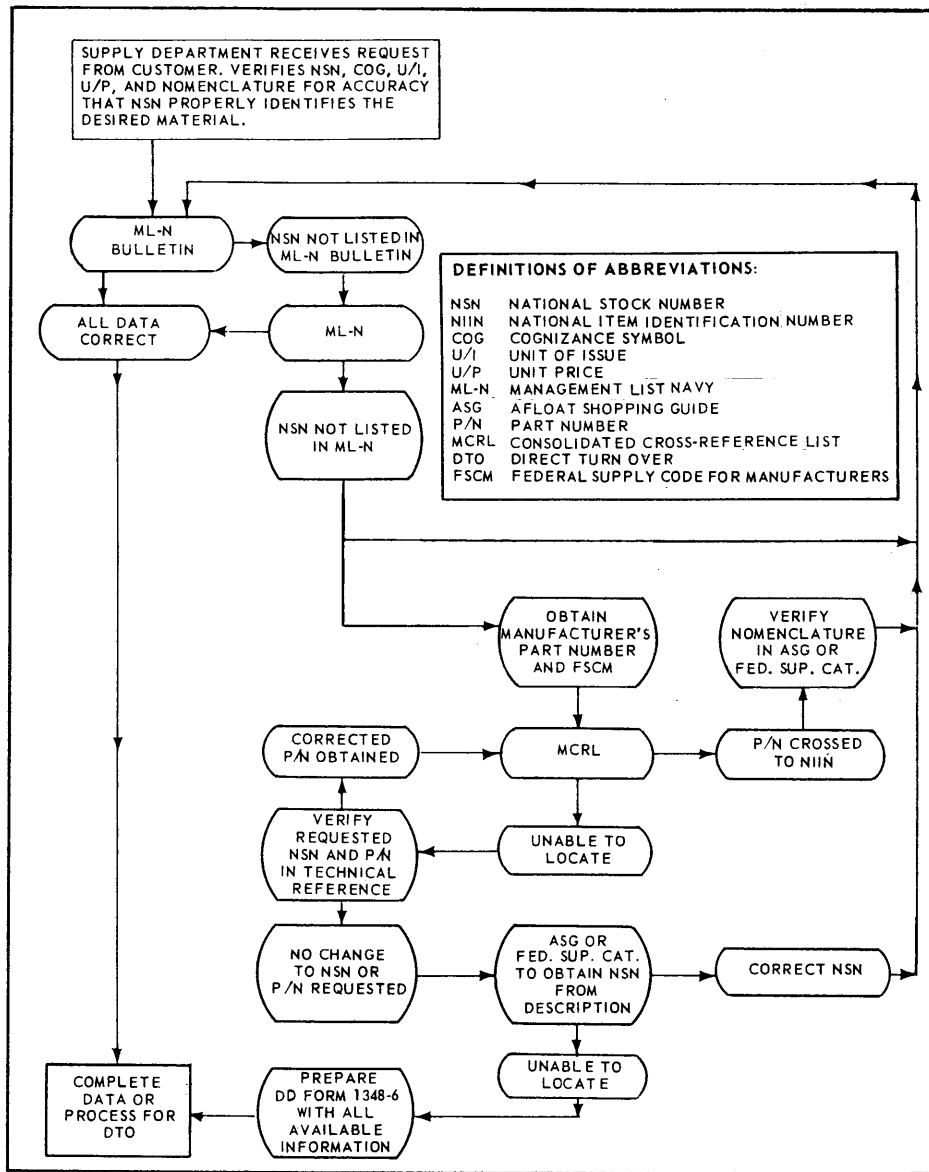 SUPPLY DEPARTMENT RECEIVES REQUEST
FROM CUSTOMER. VERIFIES NSN, COG, U/I,
U/P, AND NOMENCLATURE FOR ACCURACY
THAT NSN PROPERLY IDENTIFIES THE
DESIRED MATERIAL.
ML-N
BULLETIN
NSN NOT LISTED IN
ML-N BULLETIN
ALL DATA
CORRECT
ML-N
NSN NOT LISTED
IN ML-N
DEFINITIONS OF ABBREVIATIONS:
NSN NATIONAL STOCK NUMBER
NIIN NATIONAL ITEM IDENTIFICATION NUMBER
COG COGNIZANCE SYMBOL
U/I UNIT OF ISSUE
U/P UNIT PRICE
ML-N MANAGEMENT LIST NAVY
ASG AFLOAT SHOPPING GUIDE
P/N PART NUMBER
MCRL CONSOLIDATED CROSS-REFERENCE LIST
DTO DIRECT TURN OVER
FSCM FEDERAL SUPPLY CODE FOR MANUFACTURERS
OBTAIN
MANUFACTURER'S
PART NUMBER
AND FSCM
VERIFY
NOMENCLATURE
IN ASG OR
FED. SUP. CAT.
CORRECTED
P/N OBTAINED
MCRL
P/N CROSSED
TO NIIN
VERIFY
REQUESTED
NSN AND P/N
IN TECHNICAL
REFERENCE
UNABLE TO
LOCATE
NO CHANGE
TO NSN OR
P/N REQUESTED
ASG OR
FED. SUP. CAT.
TO OBTAIN NSN
FROM
DESCRIPTION
CORRECT NSN
UNABLE TO
LOCATE
PREPARE
DD FORM 1348-6
WITH ALL
AVAILABLE
INFORMATION
COMPLETE
DATA OR
PROCESS FOR
DTO